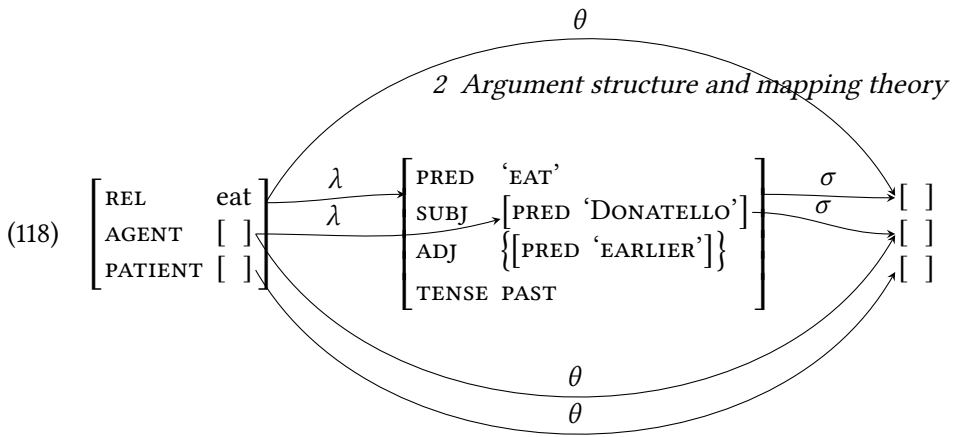 θ
2 Argument structure and mapping theory
(118)
REL eat
AGENT [ ]
PATIENT [ ]
λ
λ
PRED ‘EAT’
SUBJ [PRED ‘DONATELLO’]
ADJ {[PRED ‘EARLIER’]}
TENSE PAST
σ
σ
[ ]
[ ]
[ ]
θ
θ